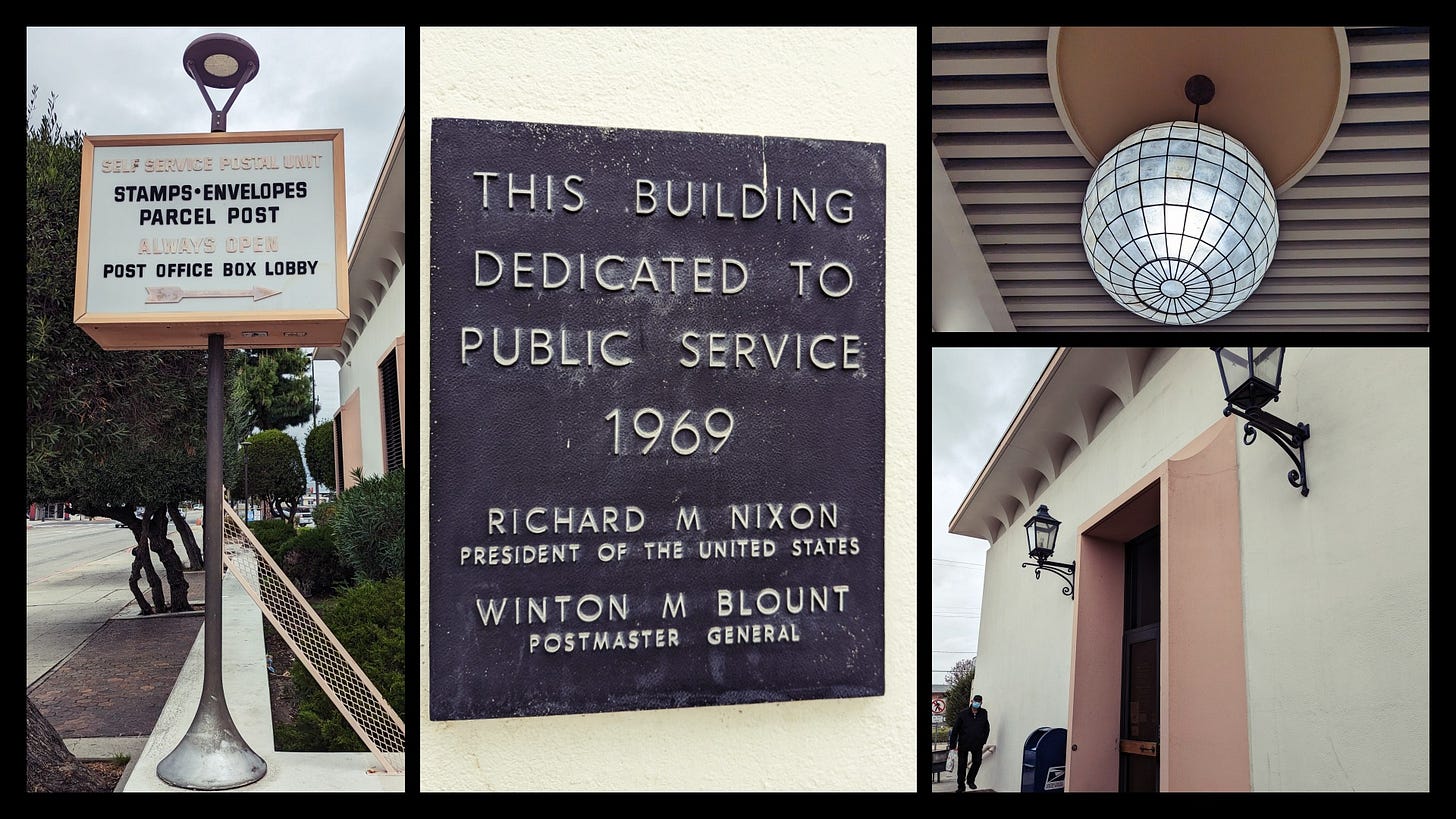 SELF SERVICE POSTAL UNIT
STAMPS•ENVELOPES
PARCEL POST
ALWAYS OPEN
POST OFFICE BOX LOBBY
THIS BUILDING
DEDICATED TO
PUBLIC SERVICE
1969
RICHARD M NIXON
PRESIDENT OF THE UNITED STATES
WINTON M BLOUNT
POSTMASTER GENERAL